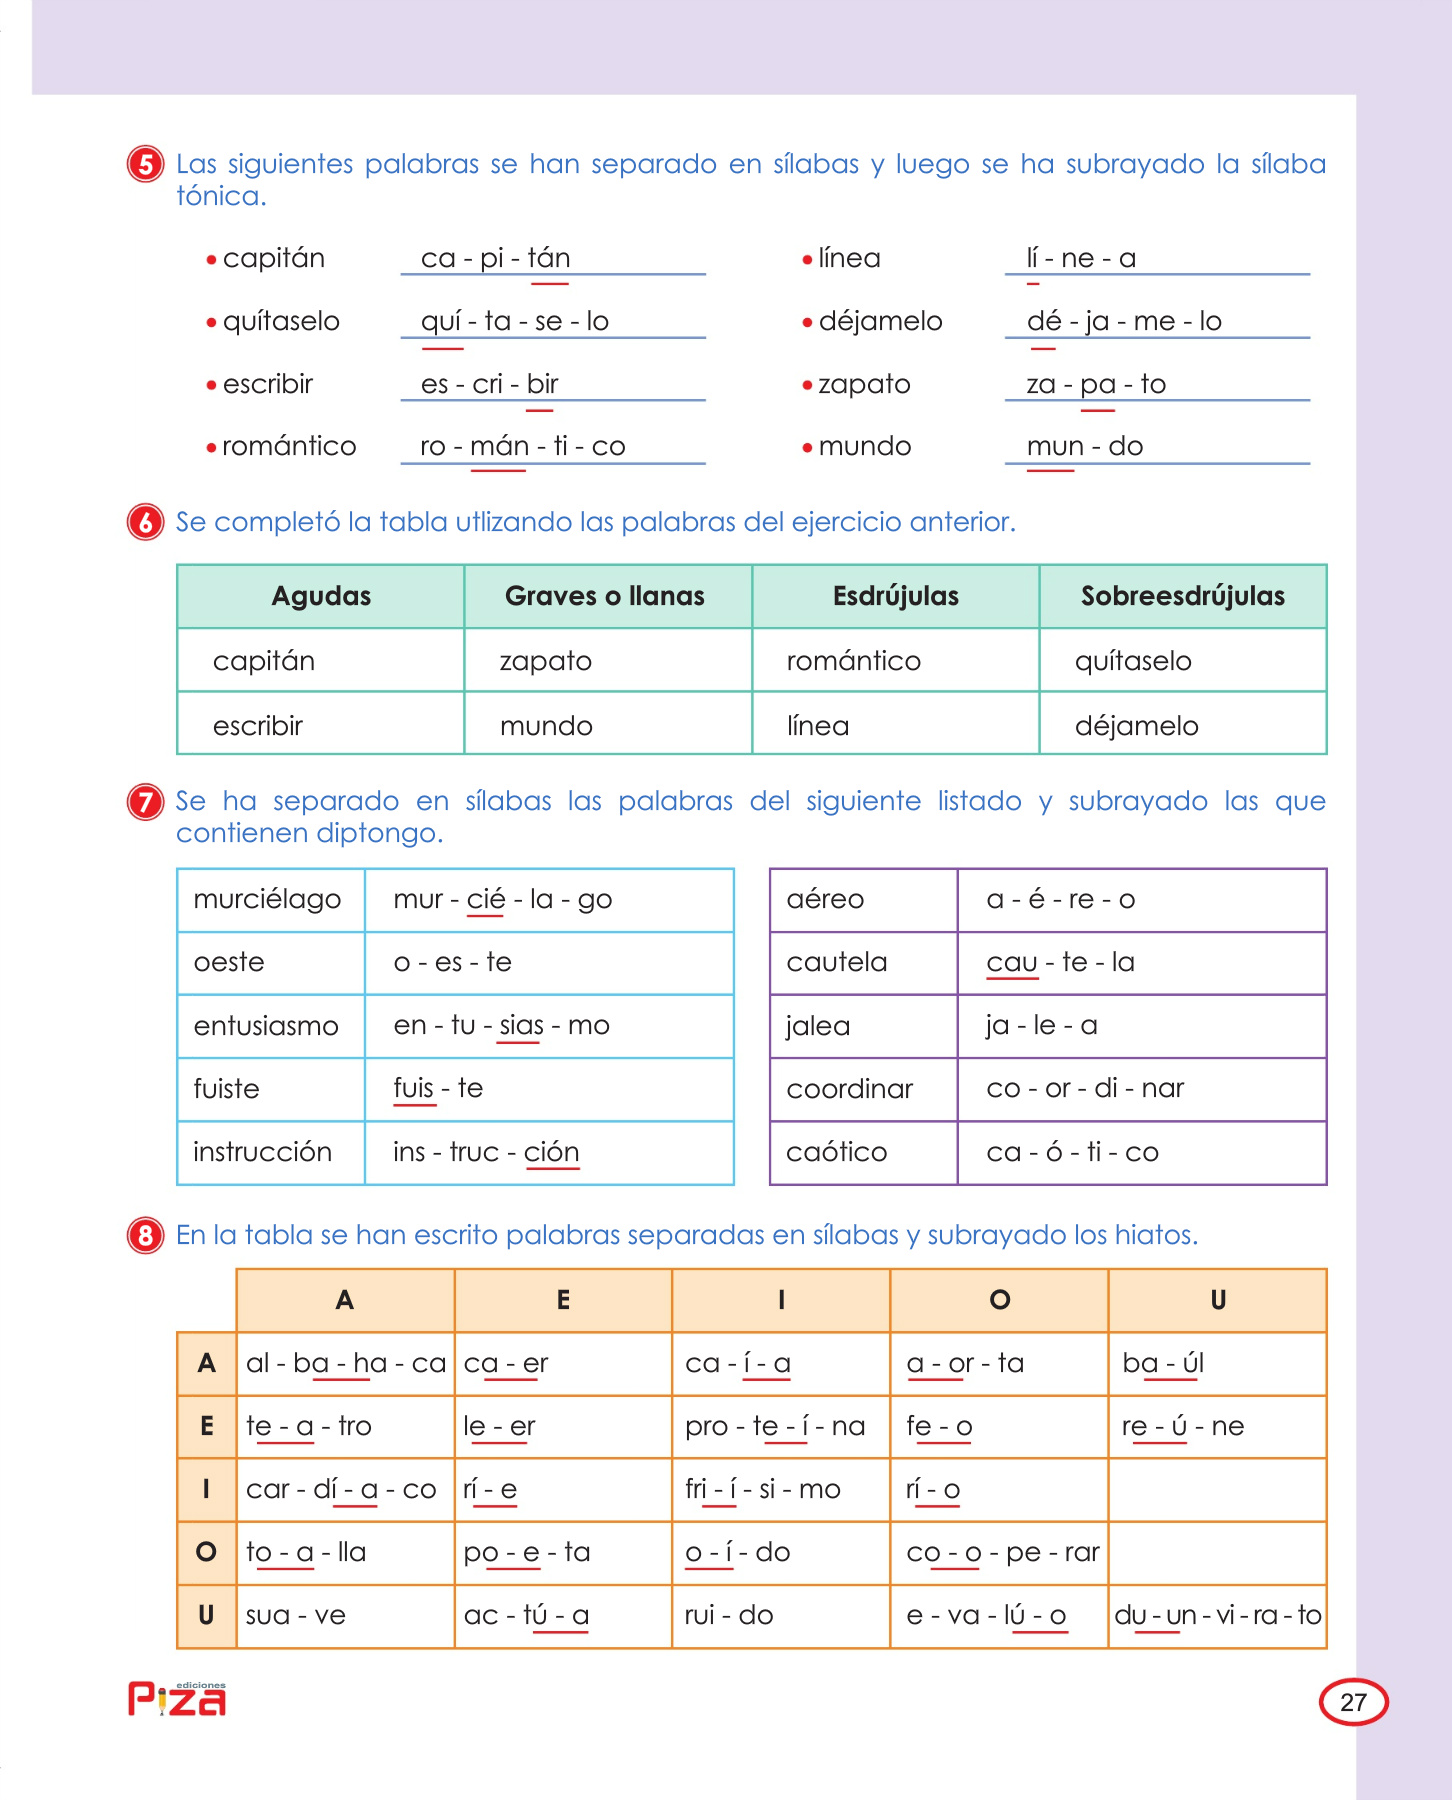 5 Las siguientes palabras se han separado en sílabas y luego se ha subrayado la sílaba
tónica.
• capitán ca - pi - tán • línea lí - ne - a
• quítaselo quí - ta - se - lo • déjamelo dé - ja - me - lo
• escribir es - cri - bir • zapato za - pa - to
• romántico ro - mán - ti - co • mundo mun - do
6 Se completó la tabla utlizando las palabras del ejercicio anterior.
Agudas Graves o llanas Esdrújulas Sobreesdrújulas
capitán zapato romántico quítaselo
escribir mundo línea déjamelo
7 Se ha separado en sílabas las palabras del siguiente listado y subrayado las que
contienen diptongo.
murciélago mur - cié - la - go aéreo a - é - re - o
oeste o - es - te cautela cau - te - la
entusiasmo en - tu - sias - mo jalea ja - le - a
fuiste fuis - te coordinar co - or - di - nar
instrucción ins - truc - ción caótico ca - ó - ti - co
8 En la tabla se han escrito palabras separadas en sílabas y subrayado los hiatos.
A E I O U
A al - ba - ha - ca ca - er ca - í - a a - or - ta ba - úl
E te - a - tro le - er pro - te - í - na fe - o re - ú - ne
I car - dí - a - co rí - e fri - í - si - mo rí - o
O to - a - lla po - e - ta o - í - do co - o - pe - rar
U sua - ve ac - tú - a rui - do e - va - lú - o du - un - vi - ra - to
ediciones
Piza
27